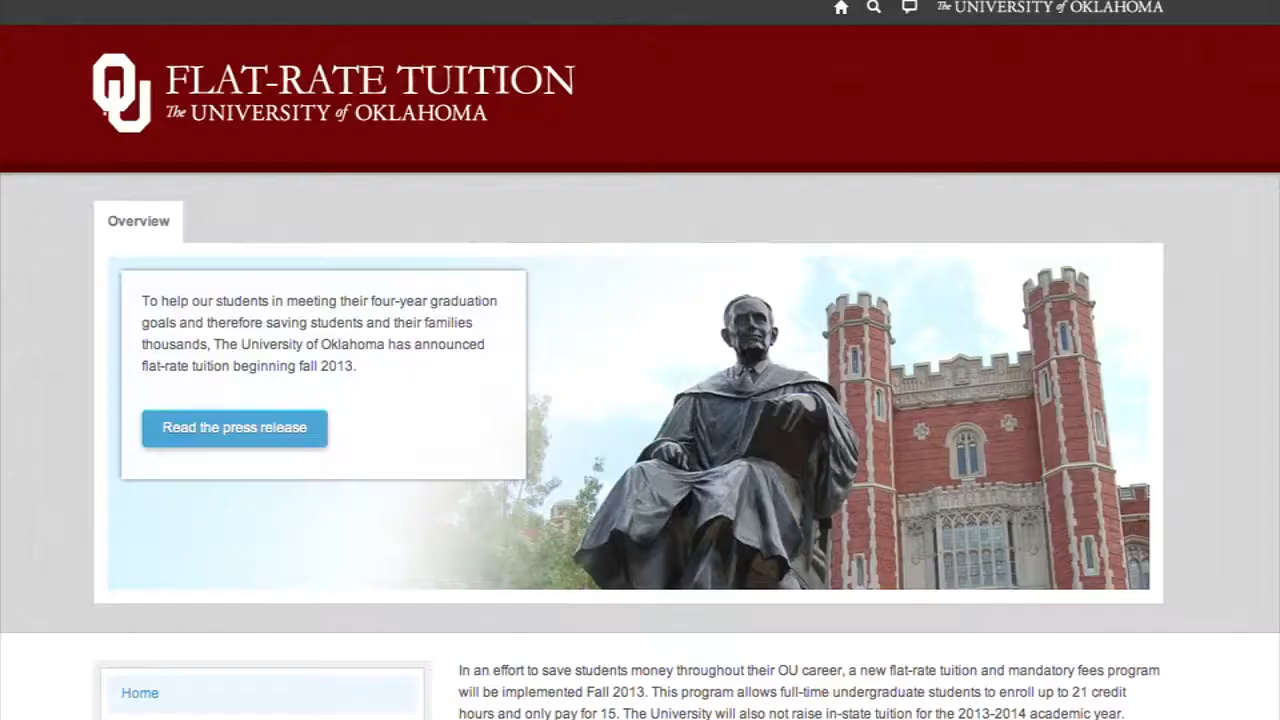 The UNIVERSITY of OKLAHOMA
OU
FLAT-RATE TUITION
The UNIVERSITY of OKLAHOMA
Overview
To help our students in meeting their four-year graduation
goals and therefore saving students and their families
thousands, The University of Oklahoma has announced
flat-rate tuition beginning fall 2013.
Read the press release
Home
In an effort to save students money throughout their OU career, a new flat-rate tuition and mandatory fees program
will be implemented Fall 2013. This program allows full-time undergraduate students to enroll up to 21 credit
hours and only pay for 15. The University will also not raise in-state tuition for the 2013-2014 academic year.